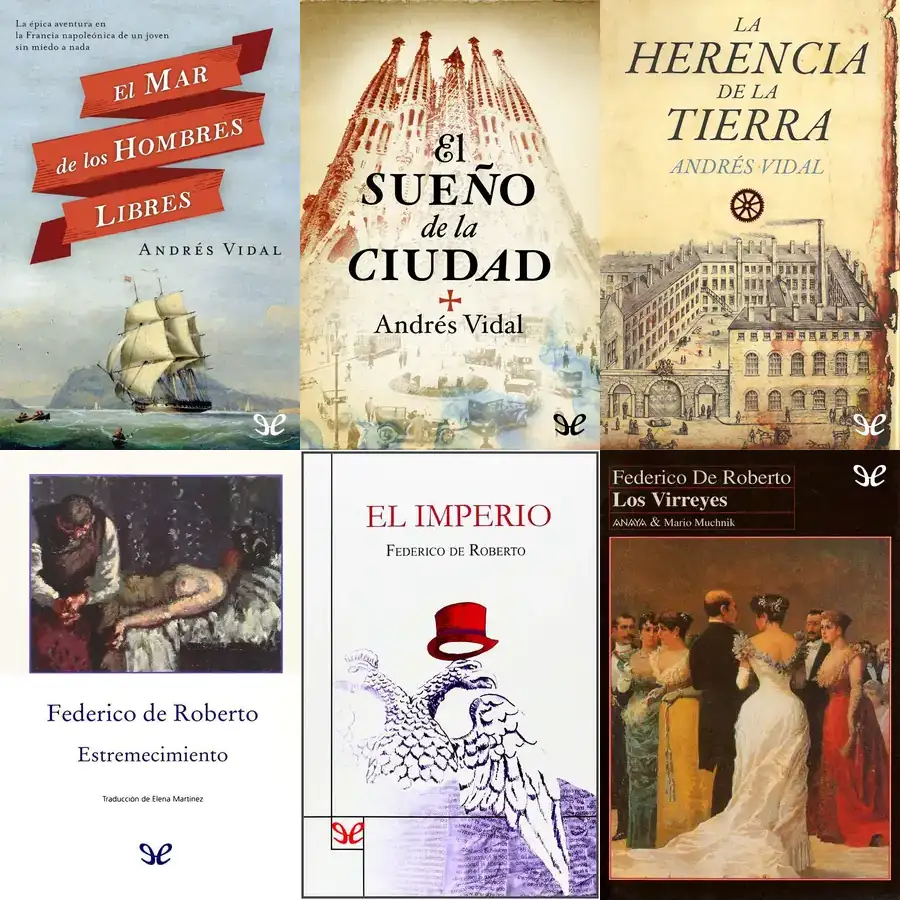 La épica aventura en
la Francia napoleónica de un joven
sin miedo a nada
EL MAR
de los HOMBRES
LIBRES
ANDRÉS VIDAL
El
SUEÑO
de la
CIUDAD
Andrés Vidal
LA
HERENCIA
DE LA
TIERRA
ANDRÉS VIDAL
Federico de Roberto
Estremecimiento
Traducción de Elena Martínez
EL IMPERIO
FEDERICO DE ROBERTO
Federico De Roberto
Los Virreyes
ANAYA & Mario Muchnik